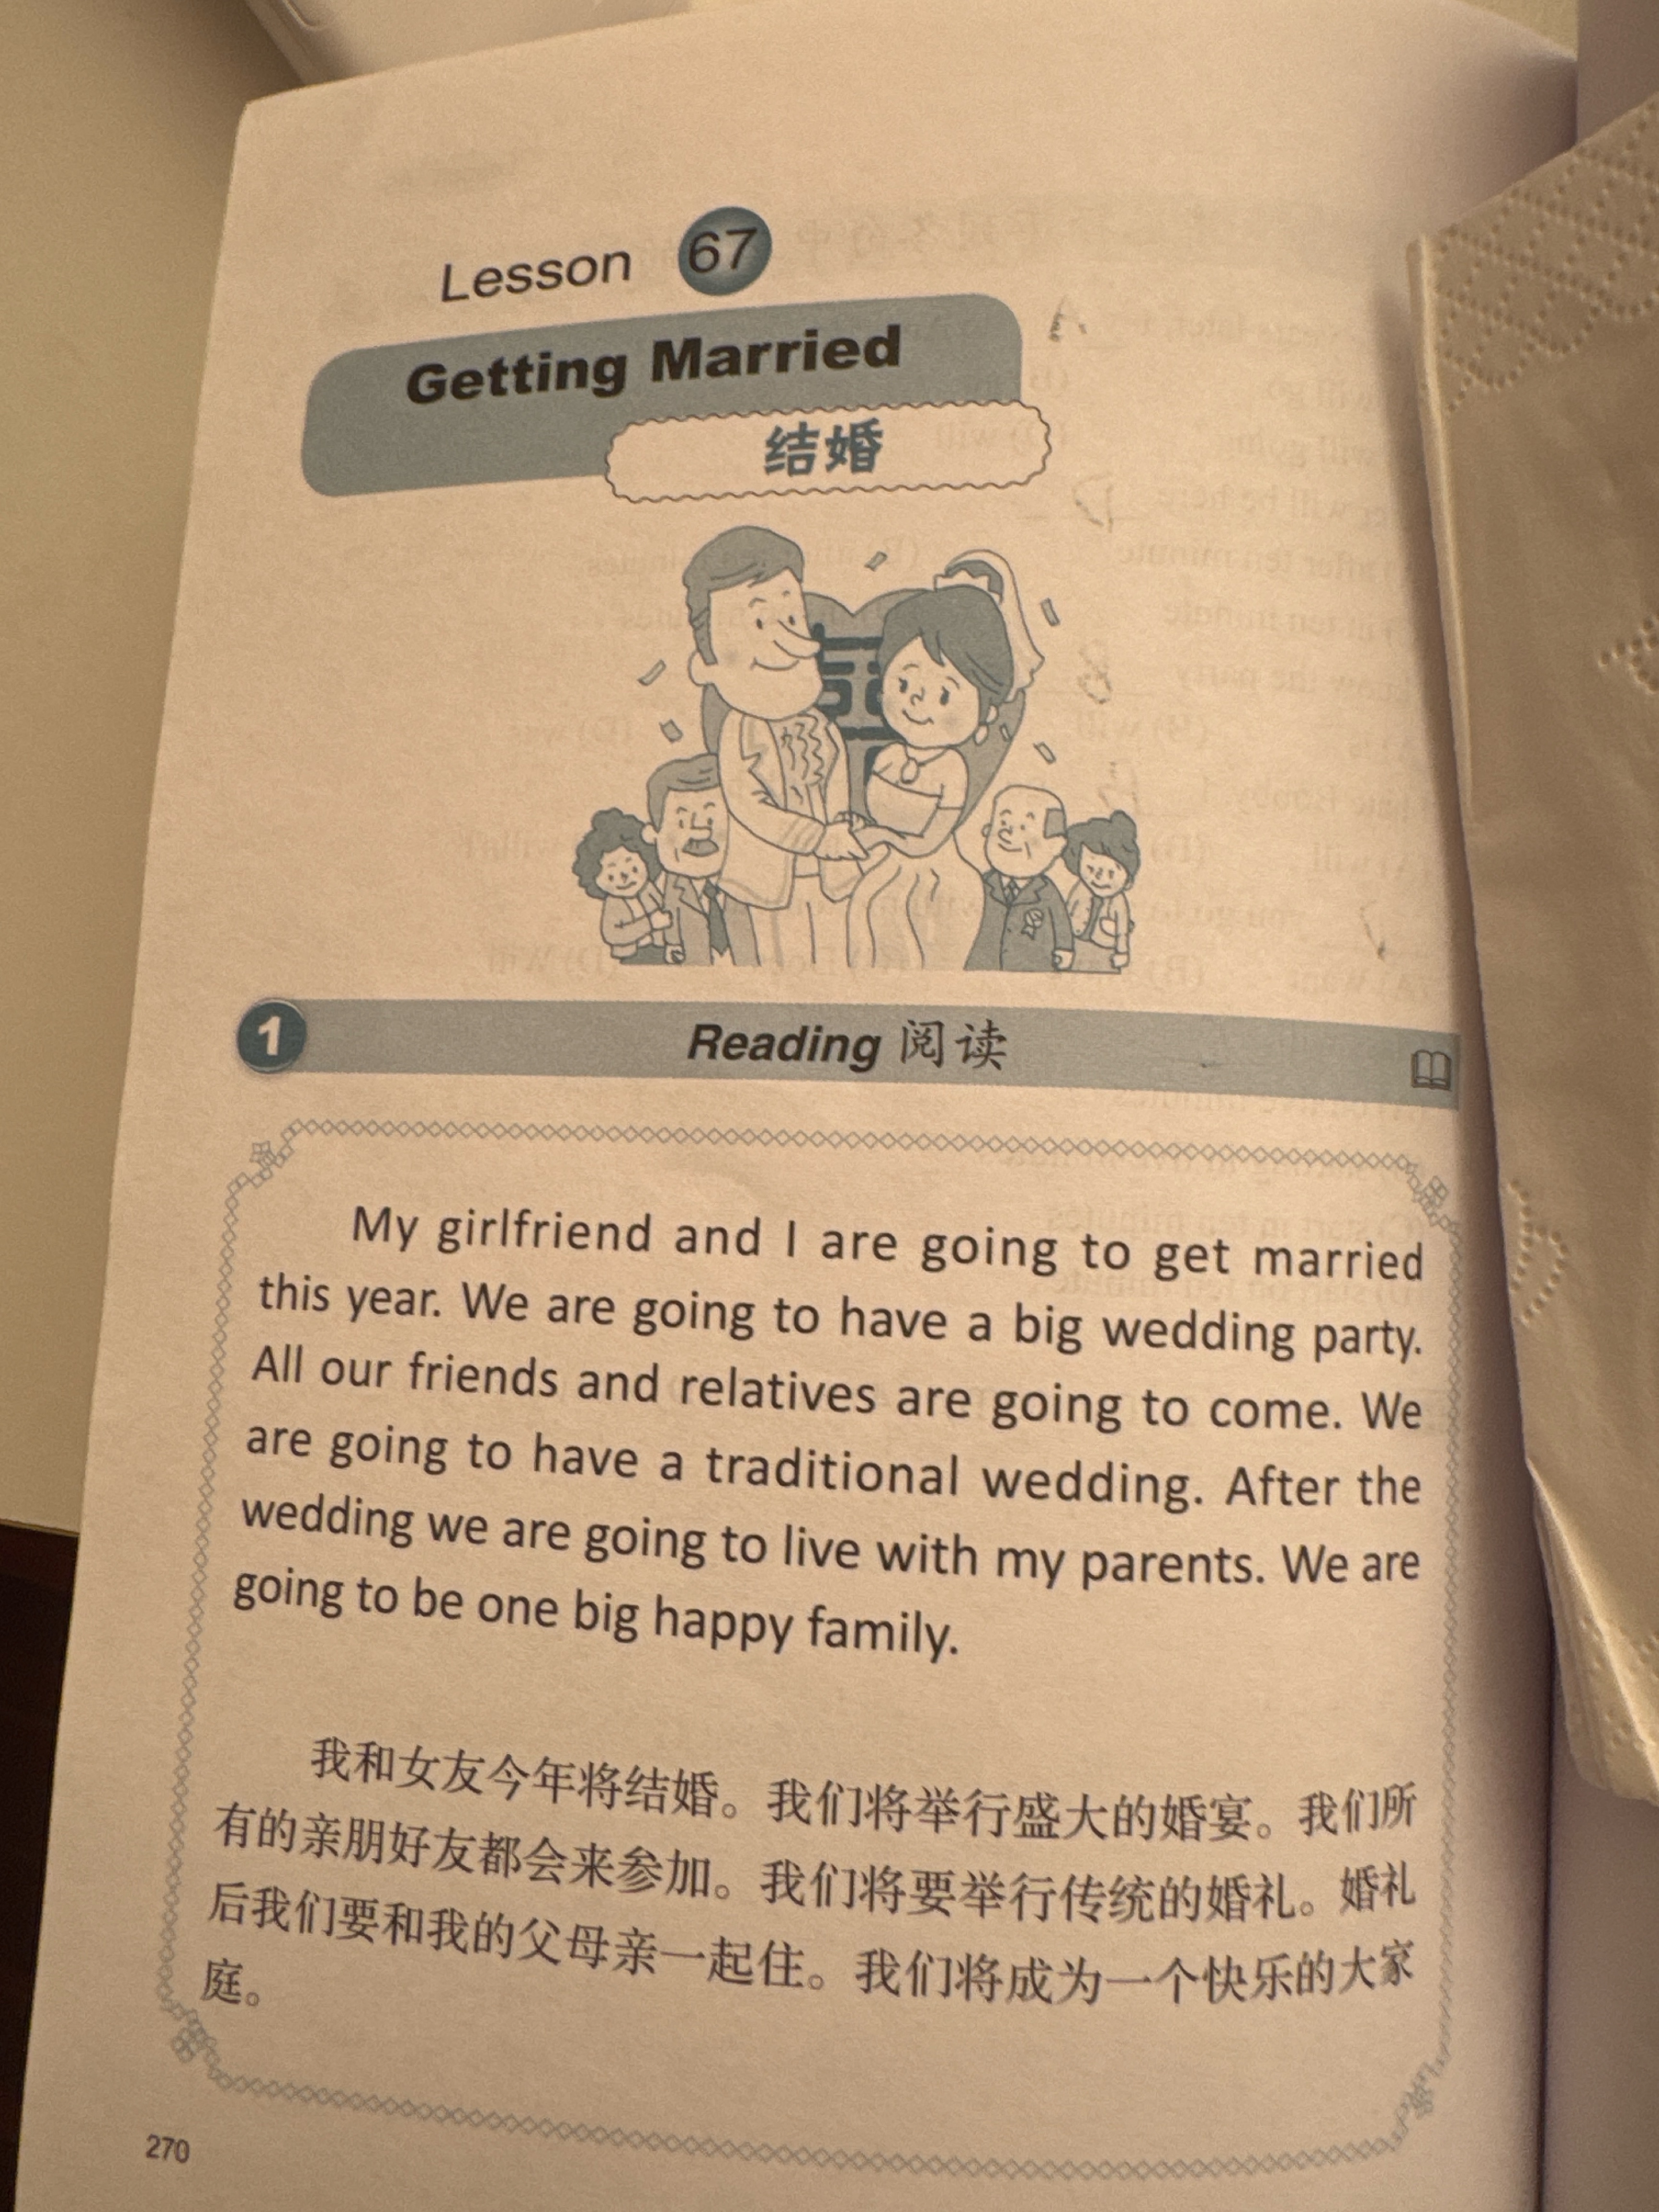 Lesson 67
Getting Married
结婚
囍
1 Reading 阅读
My girlfriend and I are going to get married
this year. We are going to have a big wedding party.
All our friends and relatives are going to come. We
are going to have a traditional wedding. After the
wedding we are going to live with my parents. We are
going to be one big happy family.
我和女友今年将结婚。我们将举行盛大的婚宴。我们所
有的亲朋好友都会来参加。我们将要举行传统的婚礼。婚礼
后我们要和我的父母亲一起住。我们将成为一个快乐的大家
庭。
270